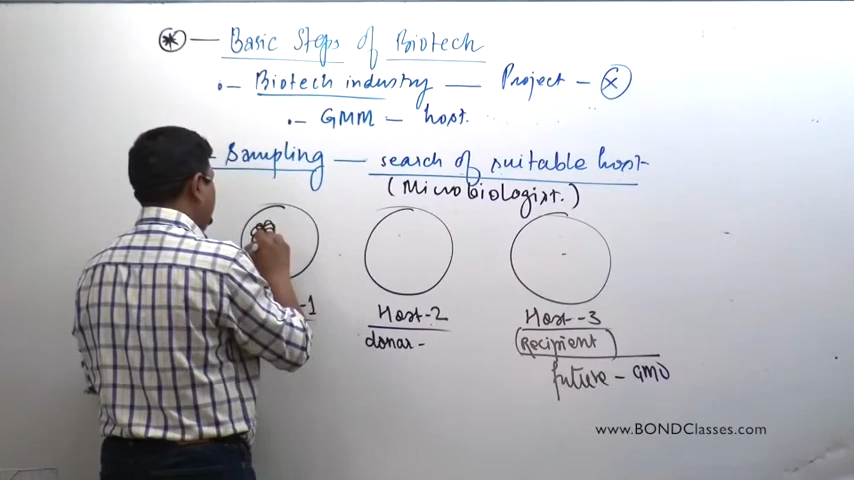 * — Basic Steps of Biotech
.- Biotech industry — Project - X
.- GMM - host.
- Sampling — search of suitable host
(Microbiologist.)
-1
Host-2
Host-3
donar -
Recipient
future - GMO
www.BONDClasses.com